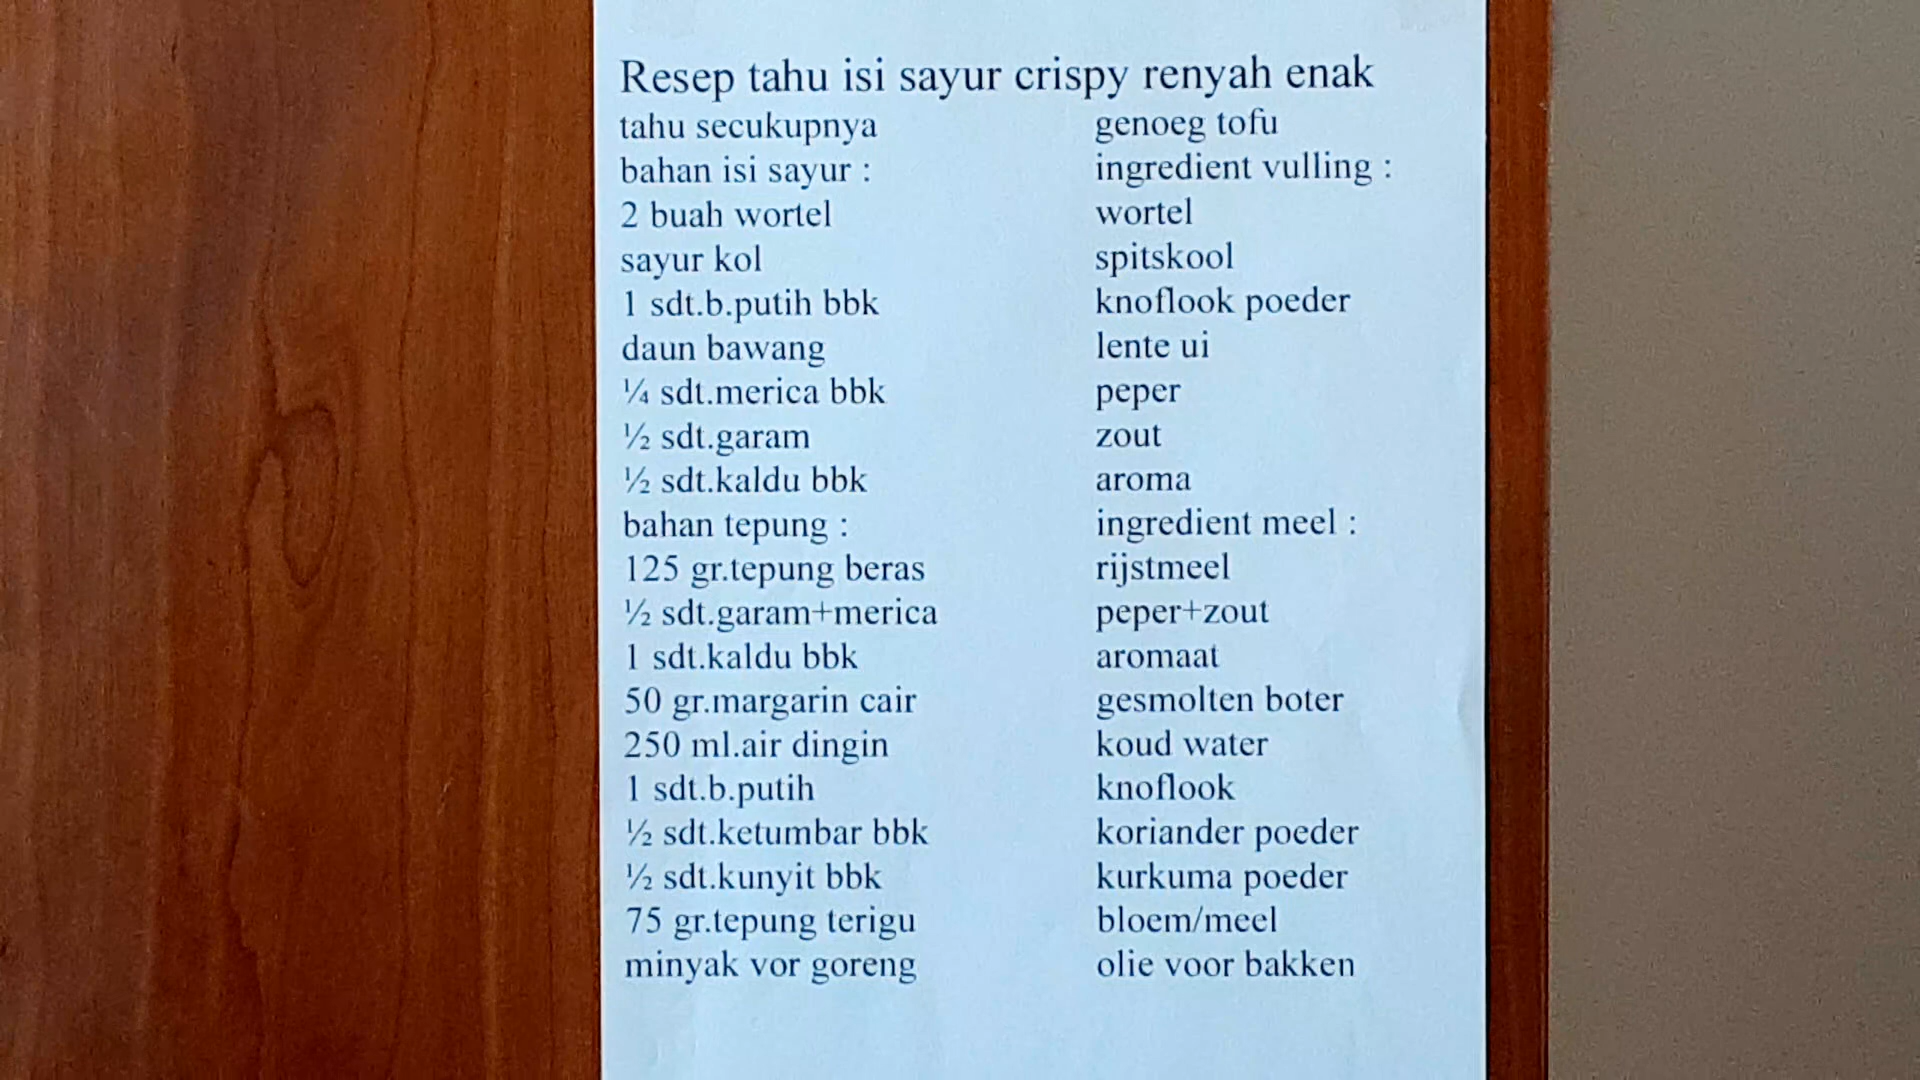 Resep tahu isi sayur crispy renyah enak
tahu secukupnya genoeg tofu
bahan isi sayur : ingredient vulling :
2 buah wortel wortel
sayur kol spitskool
1 sdt.b.putih bbk knoflook poeder
daun bawang lente ui
¼ sdt.merica bbk peper
½ sdt.garam zout
½ sdt.kaldu bbk aroma
bahan tepung : ingredient meel :
125 gr.tepung beras rijstmeel
½ sdt.garam+merica peper+zout
1 sdt.kaldu bbk aromaat
50 gr.margarin cair gesmolten boter
250 ml.air dingin koud water
1 sdt.b.putih knoflook
½ sdt.ketumbar bbk koriander poeder
½ sdt.kunyit bbk kurkuma poeder
75 gr.tepung terigu bloem/meel
minyak vor goreng olie voor bakken